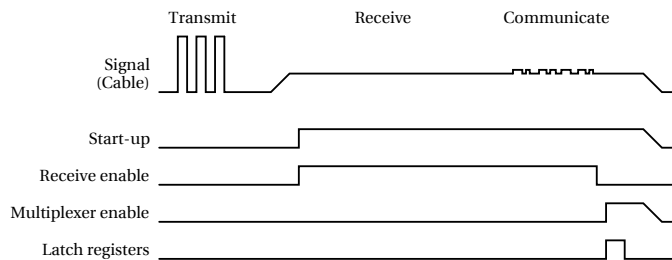 Transmit Receive Communicate
Signal
(Cable)
Start-up
Receive enable
Multiplexer enable
Latch registers